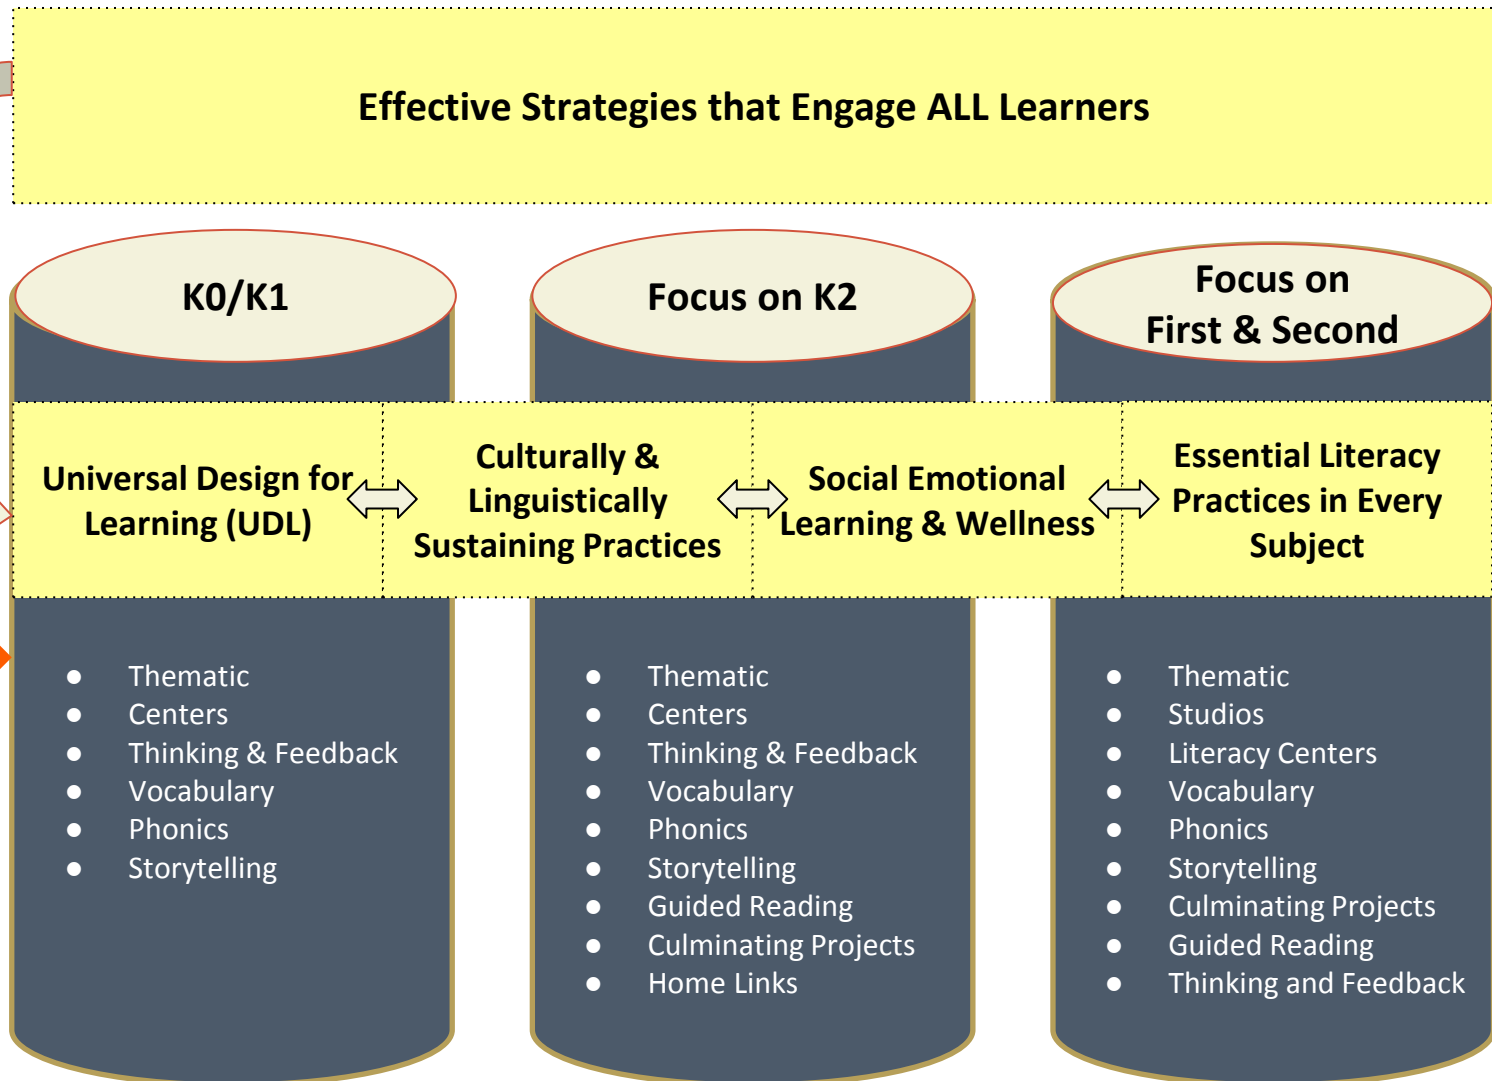 Effective Strategies that Engage ALL Learners
K0/K1
Focus on K2
Focus on
First & Second
Universal Design for
Learning (UDL)
Culturally &
Linguistically
Sustaining Practices
Social Emotional
Learning & Wellness
Essential Literacy
Practices in Every
Subject
● Thematic
● Centers
● Thinking & Feedback
● Vocabulary
● Phonics
● Storytelling
● Thematic
● Centers
● Thinking & Feedback
● Vocabulary
● Phonics
● Storytelling
● Guided Reading
● Culminating Projects
● Home Links
● Thematic
● Studios
● Literacy Centers
● Vocabulary
● Phonics
● Storytelling
● Culminating Projects
● Guided Reading
● Thinking and Feedback